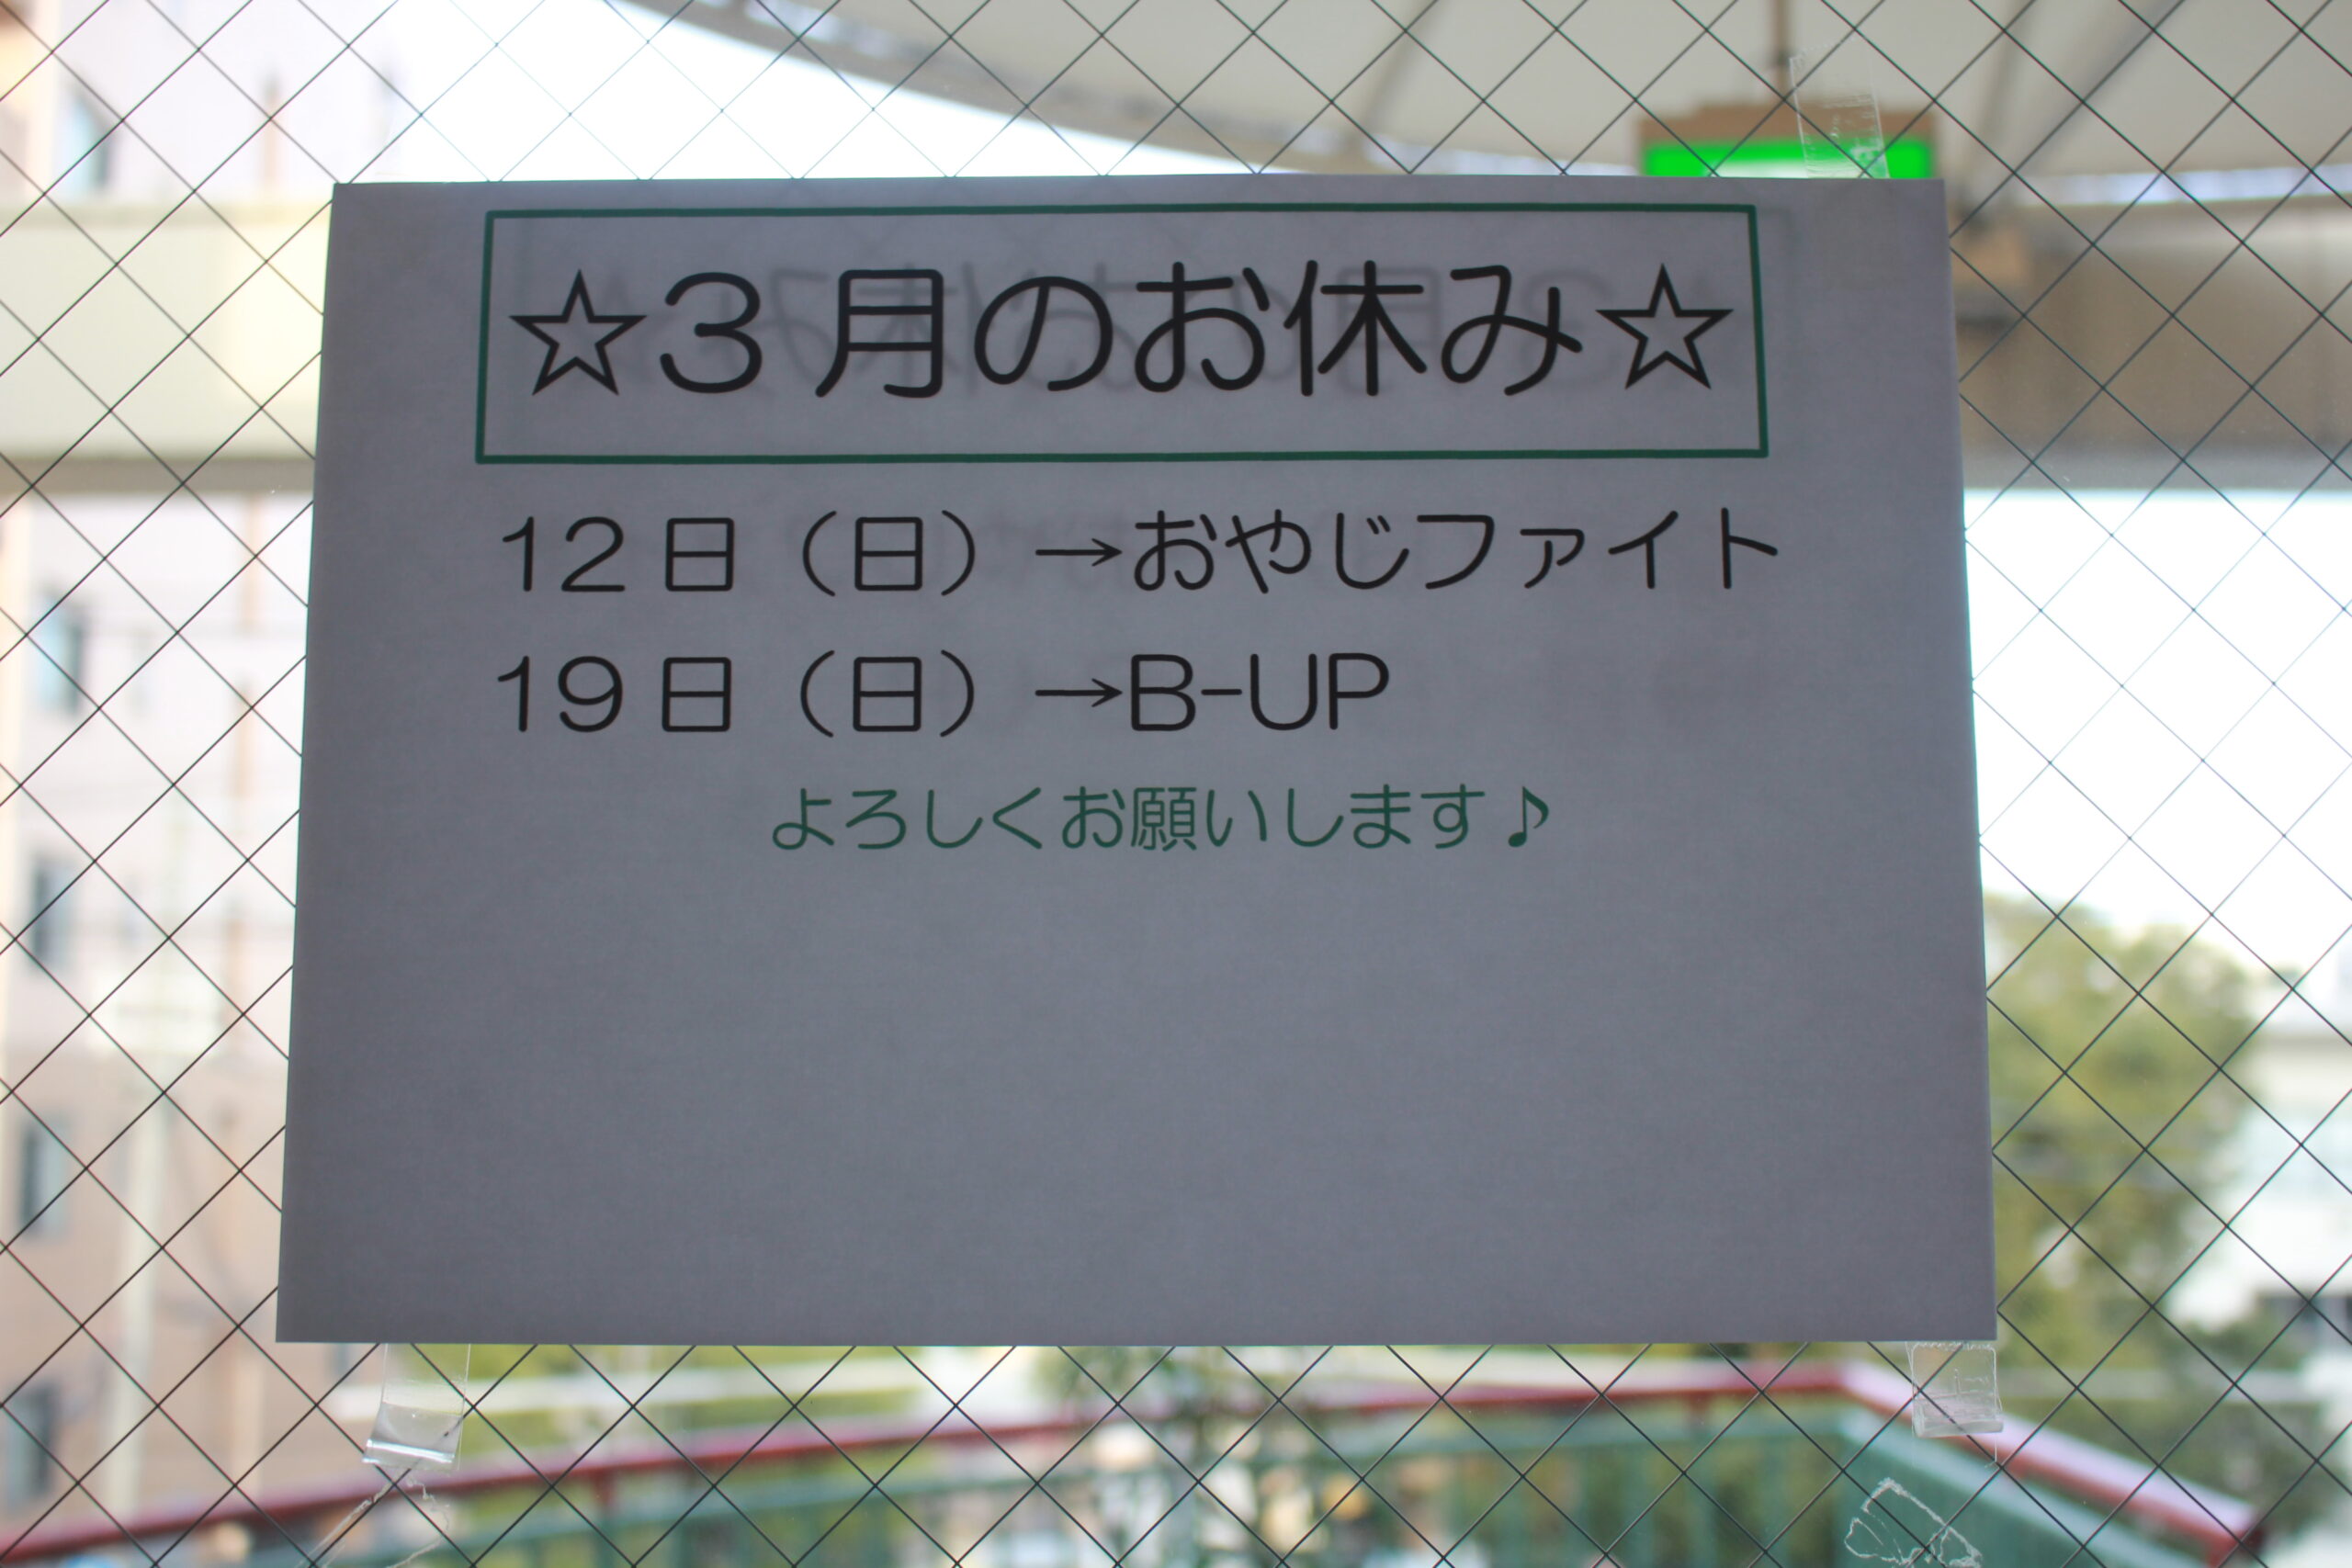 ☆３月のお休み☆
12日（日）→おやじファイト
19日（日）→B-UP
よろしくお願いします♪